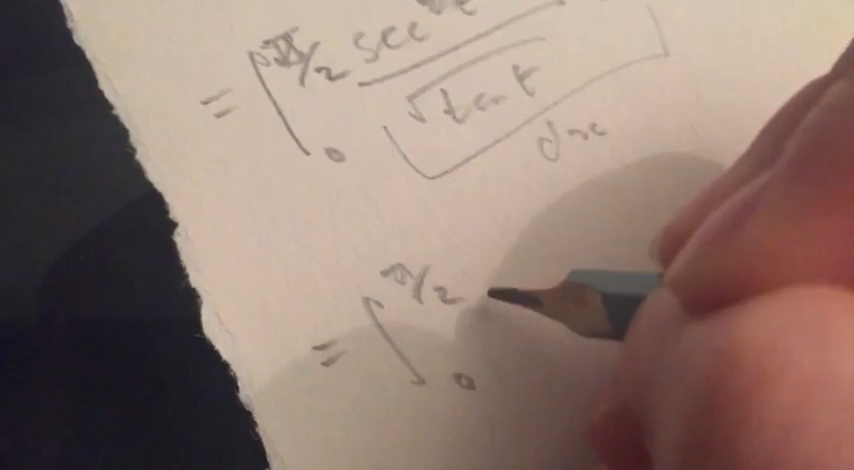 = ∫ π/2 sec
√tan t
0
dx
= ∫ π/2
0